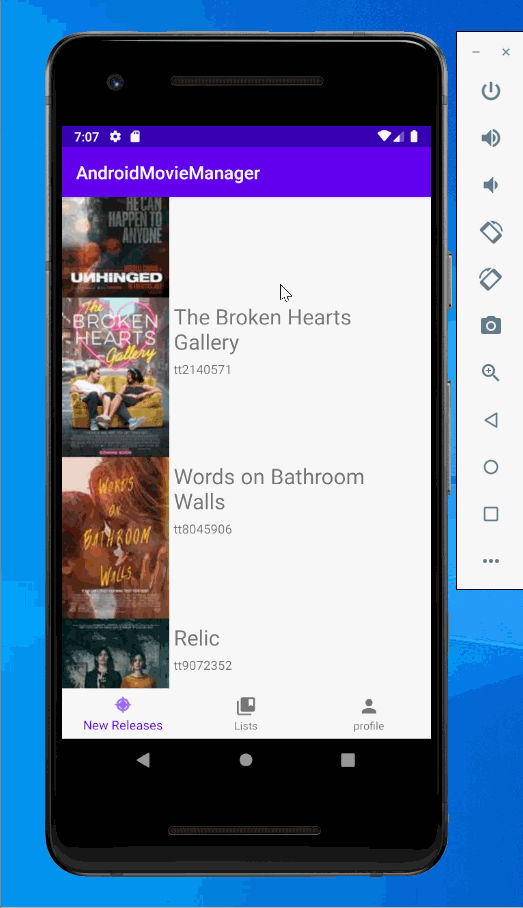 7:07
AndroidMovieManager
HE CAN
HAPPEN TO
ANYONE
UNHINGED
The
BROKEN
HEARTS
Gallery
The Broken Hearts
Gallery
tt2140571
WORDS
ON
BATHROOM
WALLS
Words on Bathroom
Walls
tt8045906
Relic
tt9072352
New Releases
Lists
profile